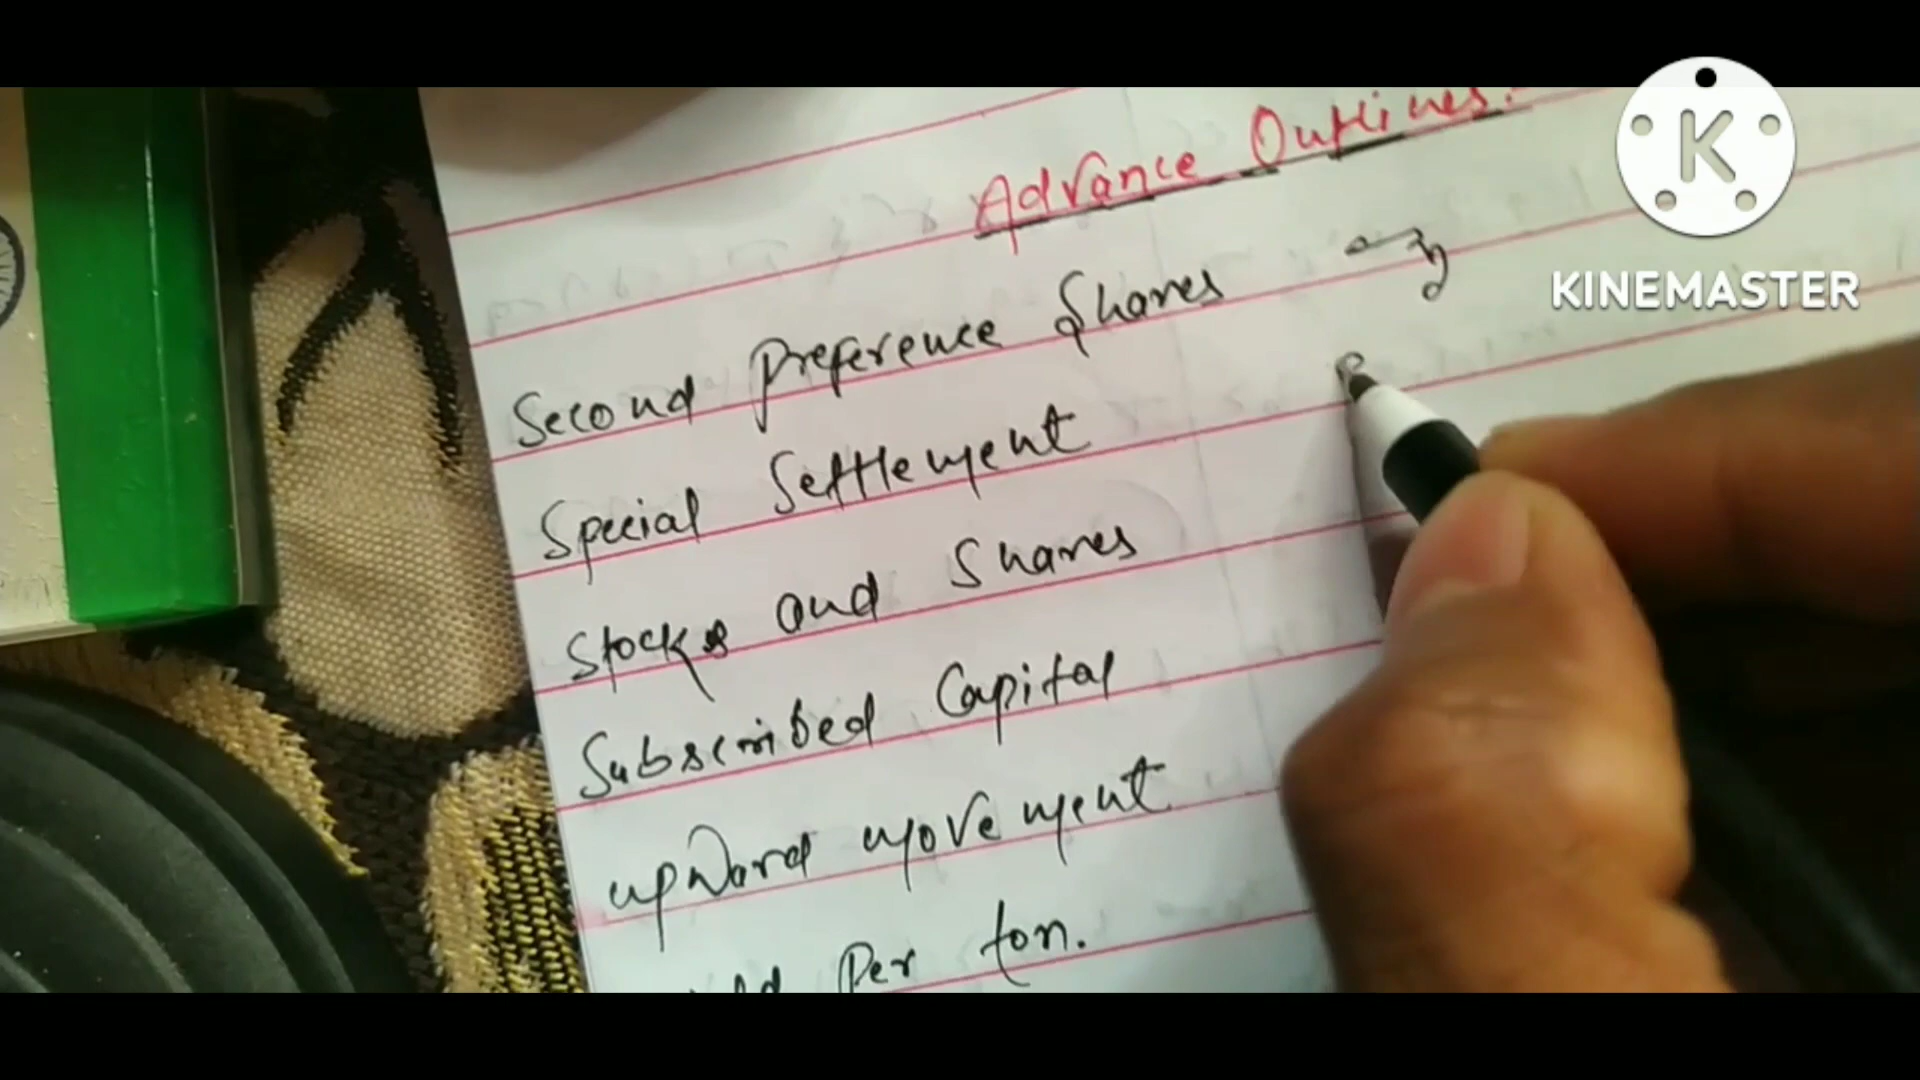 Advance Outlines:
Second Preference Shares
Special Settlement
Stocks and Shares
Subscribed Capital
upward movement
Per ton.
K
KINEMASTER